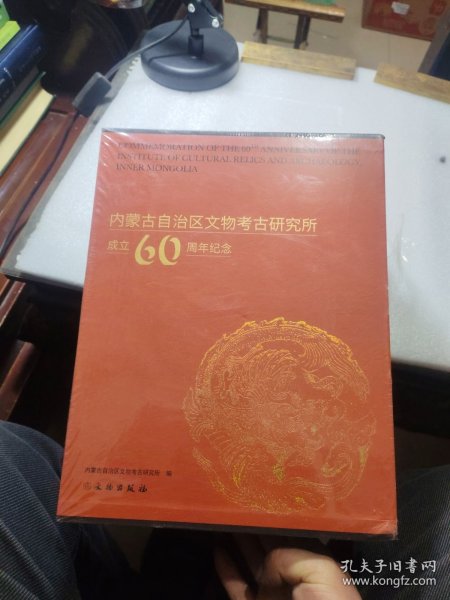 COMMEMORATION OF THE 60TH ANNIVERSARY OF THE
INSTITUTE OF CULTURAL RELICS AND ARCHAEOLOGY,
INNER MONGOLIA
内蒙古自治区文物考古研究所
成立60周年纪念
内蒙古自治区文物考古研究所 编
文物出版社
孔夫子旧书网
www.kongfz.com